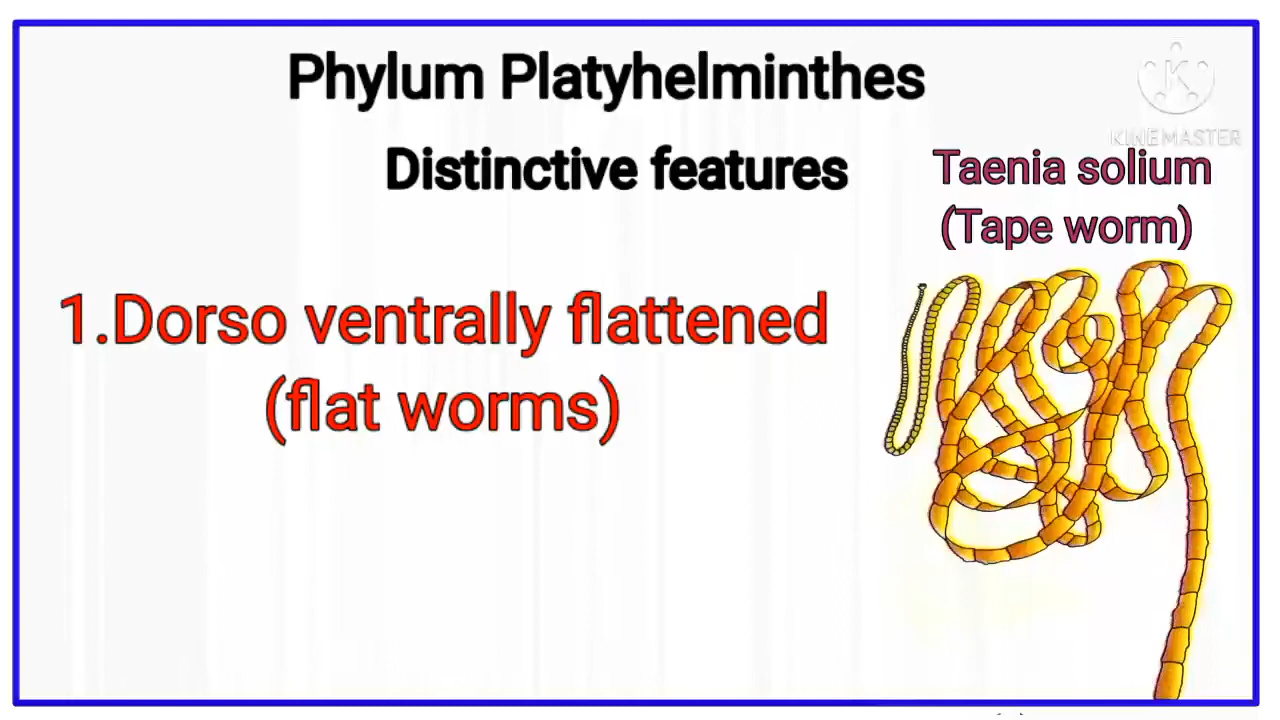 Phylum Platyhelminthes
KINEMASTER
Distinctive features
Taenia solium
(Tape worm)
1.Dorso ventrally flattened
(flat worms)